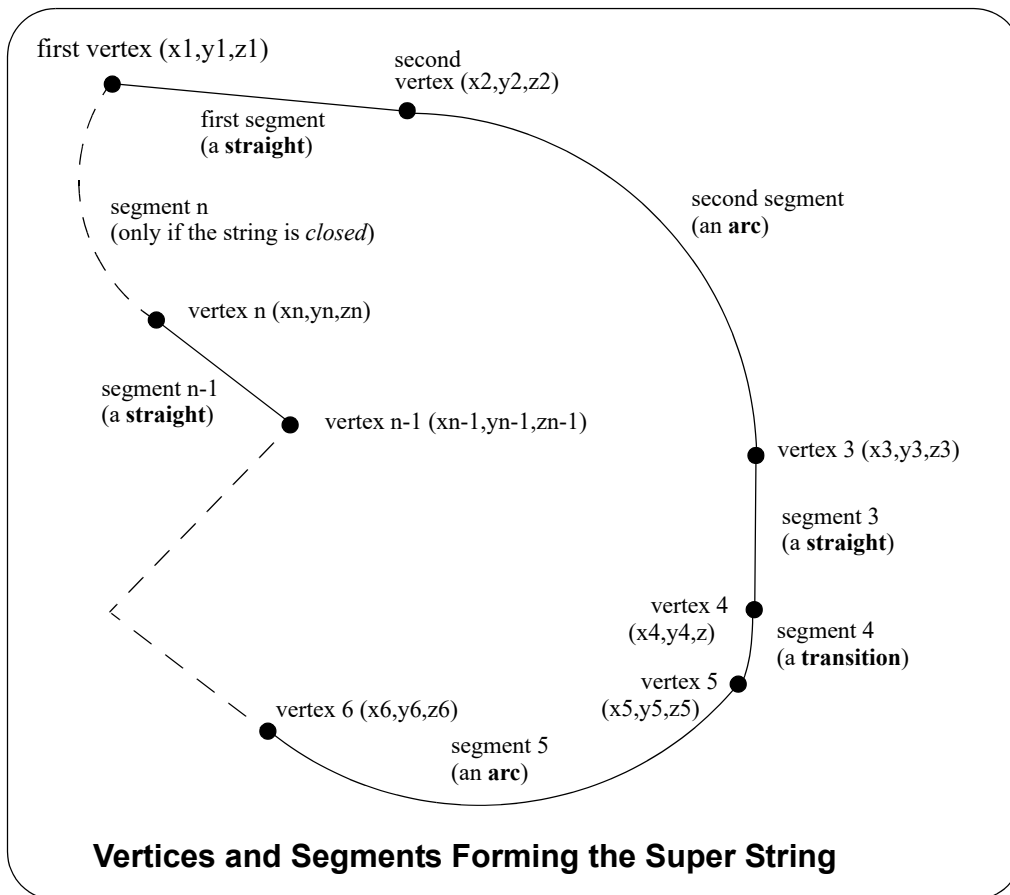 first vertex (x1,y1,z1)
second
vertex (x2,y2,z2)
first segment
(a straight)
second segment
(an arc)
segment n
(only if the string is closed)
vertex n (xn,yn,zn)
segment n-1
(a straight)
vertex n-1 (xn-1,yn-1,zn-1)
vertex 3 (x3,y3,z3)
segment 3
(a straight)
vertex 4
(x4,y4,z)
segment 4
(a transition)
vertex 5
(x5,y5,z5)
vertex 6 (x6,y6,z6)
segment 5
(an arc)
Vertices and Segments Forming the Super String